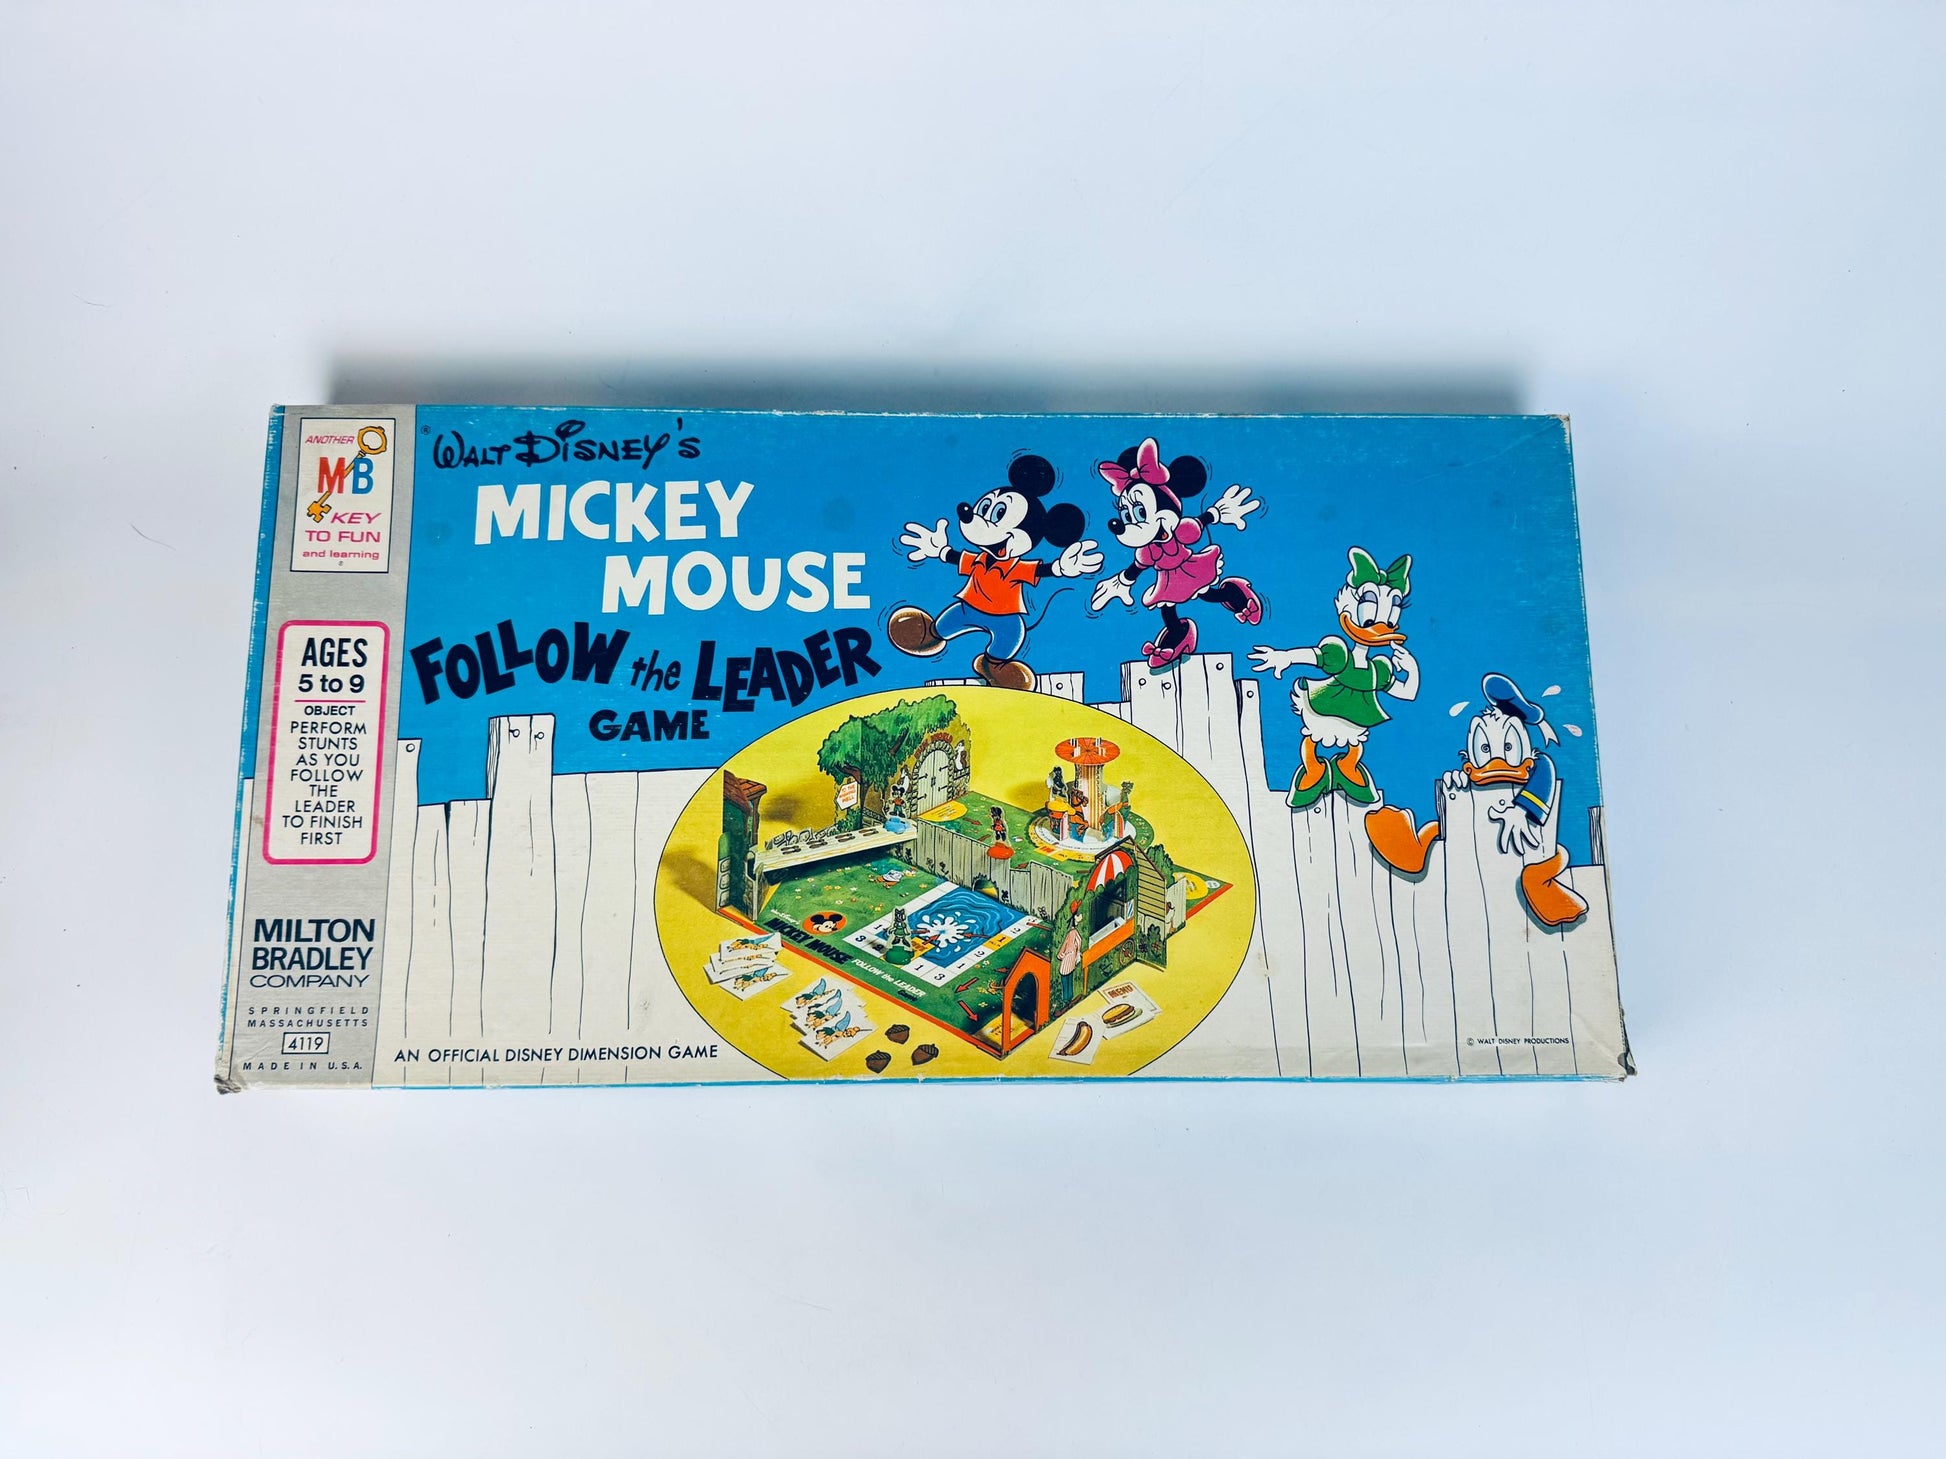 ANOTHER
MB
KEY
TO FUN
and learning
®
AGES
5 to 9
OBJECT
PERFORM
STUNTS
AS YOU
FOLLOW
THE
LEADER
TO FINISH
FIRST
MILTON
BRADLEY
COMPANY
SPRINGFIELD
MASSACHUSETTS
4119
MADE IN U.S.A.
® WALT DISNEY'S
MICKEY
MOUSE
FOLLOW the LEADER
GAME
MICKEY MOUSE FOLLOW the LEADER
MENU
AN OFFICIAL DISNEY DIMENSION GAME
© WALT DISNEY PRODUCTIONS